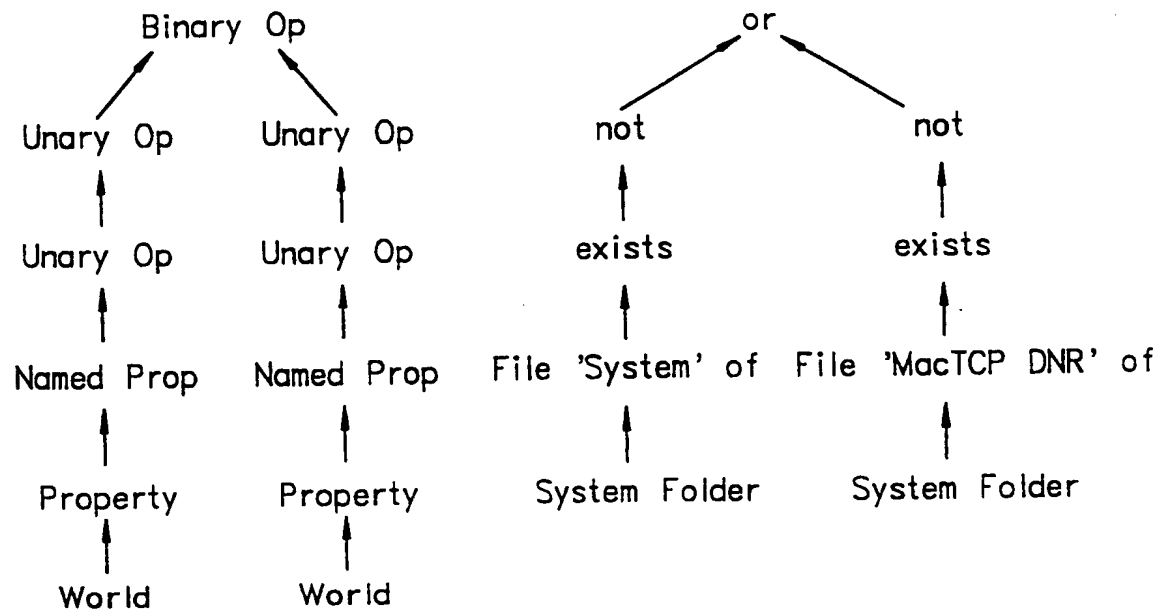 Binary Op
or
Unary Op
Unary Op
not
not
Unary Op
Unary Op
exists
exists
Named Prop
Named Prop
File 'System' of
File 'MacTCP DNR' of
Property
Property
System Folder
System Folder
World
World